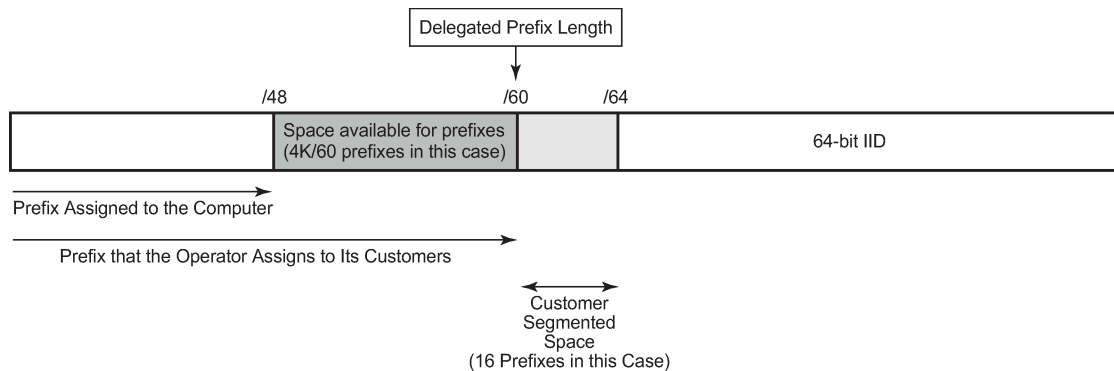 Delegated Prefix Length
/48
/60
/64
Space available for prefixes
(4K/60 prefixes in this case)
64-bit IID
Prefix Assigned to the Computer
Prefix that the Operator Assigns to Its Customers
Customer
Segmented
Space
(16 Prefixes in this Case)